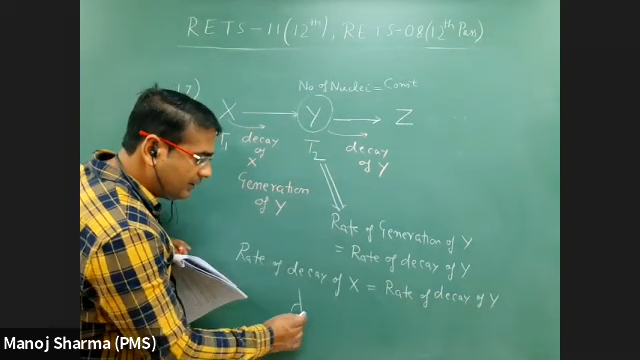 RETS-11(12th), RETS-08(12th Pass)
17)
No of Nuclei = Const
X → Y → Z
T1 decay of X
T2 decay of Y
Generation of Y
Rate of Generation of Y
= Rate of decay of Y
Rate of decay of X = Rate of decay of Y
d
Manoj Sharma (PMS)